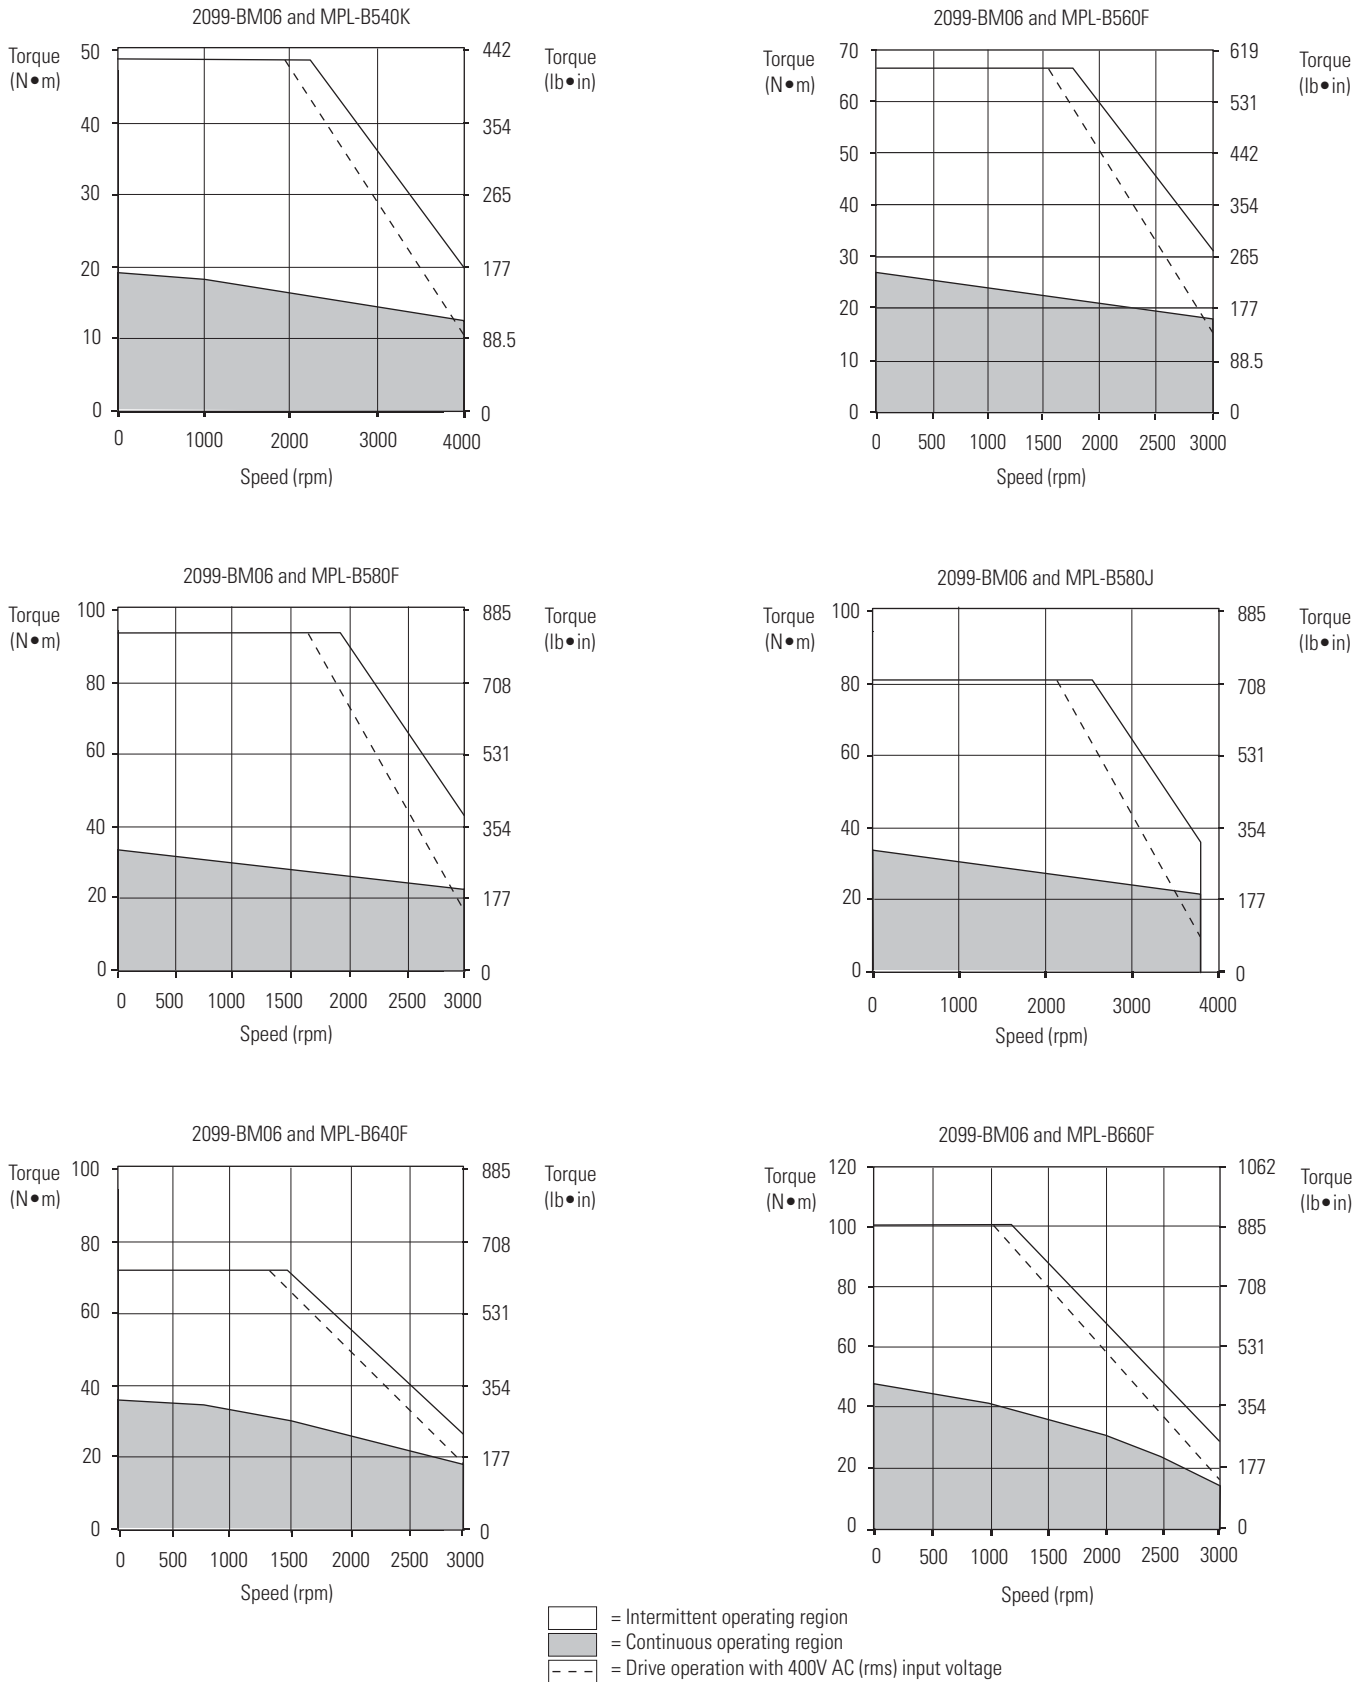 2099-BM06 and MPL-B540K
Torque
(N•m)
50
40
30
20
10
0
442
354
265
177
88.5
0
Torque
(lb•in)
0 1000 2000 3000 4000
Speed (rpm)
2099-BM06 and MPL-B560F
Torque
(N•m)
70
60
50
40
30
20
10
0
619
531
442
354
265
177
88.5
0
Torque
(lb•in)
0 500 1000 1500 2000 2500 3000
Speed (rpm)
2099-BM06 and MPL-B580F
Torque
(N•m)
100
80
60
40
20
0
885
708
531
354
177
0
Torque
(lb•in)
0 500 1000 1500 2000 2500 3000
Speed (rpm)
2099-BM06 and MPL-B580J
Torque
(N•m)
100
80
60
40
20
0
885
708
531
354
177
0
Torque
(lb•in)
0 1000 2000 3000 4000
Speed (rpm)
2099-BM06 and MPL-B640F
Torque
(N•m)
100
80
60
40
20
0
885
708
531
354
177
0
Torque
(lb•in)
0 500 1000 1500 2000 2500 3000
Speed (rpm)
2099-BM06 and MPL-B660F
Torque
(N•m)
120
100
80
60
40
20
0
1062
885
708
531
354
177
0
Torque
(lb•in)
0 500 1000 1500 2000 2500 3000
Speed (rpm)
= Intermittent operating region
= Continuous operating region
= Drive operation with 400V AC (rms) input voltage